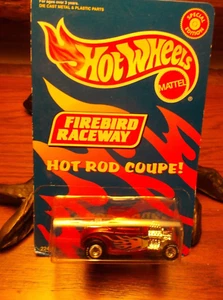 For ages over 3 years.
DIE CAST METAL & PLASTIC PARTS
SPECIAL
EDITION
Hot Wheels
MATTEL
FIREBIRD
RACEWAY
HOT ROD COUPE!